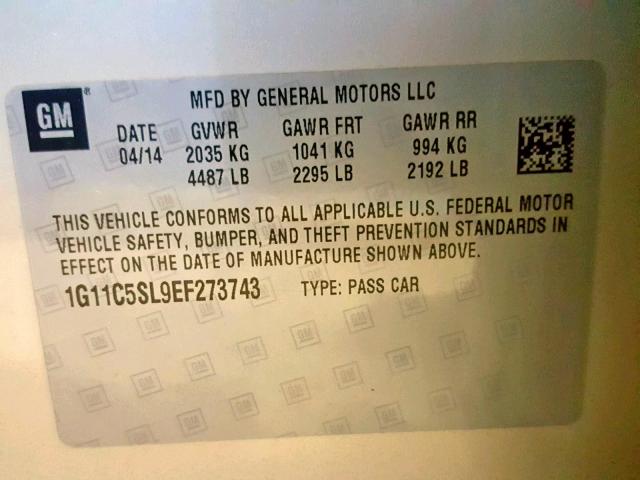 GM ®
MFD BY GENERAL MOTORS LLC
DATE GVWR GAWR FRT GAWR RR
04/14 2035 KG 1041 KG 994 KG
4487 LB 2295 LB 2192 LB
THIS VEHICLE CONFORMS TO ALL APPLICABLE U.S. FEDERAL MOTOR
VEHICLE SAFETY, BUMPER, AND THEFT PREVENTION STANDARDS IN
EFFECT ON THE DATE OF MANUFACTURE SHOWN ABOVE.
1G11C5SL9EF273743 TYPE: PASS CAR